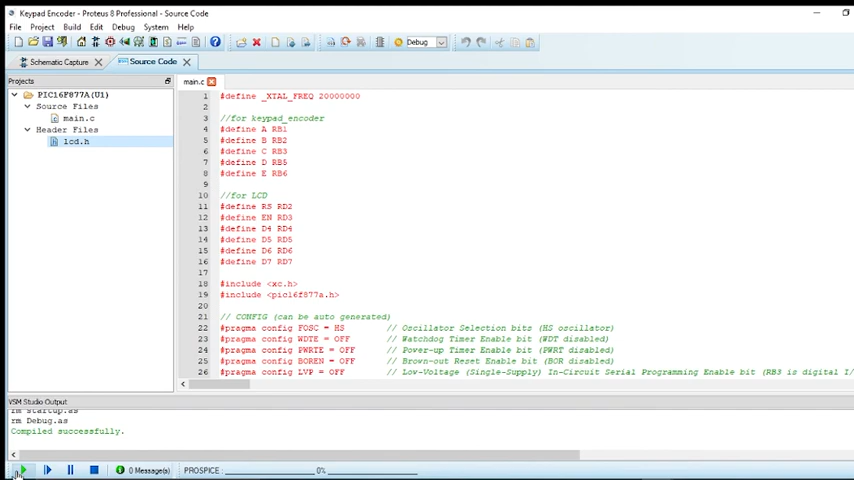 Keypad Encoder - Proteus 8 Professional - Source Code
File Project Build Edit Debug System Help
Debug
Schematic Capture Source Code
Projects main.c
PIC16F877A(U1)
Source Files
main.c
Header Files
lcd.h
1 #define _XTAL_FREQ 20000000
2
3 //for keypad_encoder
4 #define A RB1
5 #define B RB2
6 #define C RB3
7 #define D RB5
8 #define E RB6
9
10 //for LCD
11 #define RS RD2
12 #define EN RD3
13 #define D4 RD4
14 #define D5 RD5
15 #define D6 RD6
16 #define D7 RD7
17
18 #include <xc.h>
19 #include <pic16f877a.h>
20
21 // CONFIG (can be auto generated)
22 #pragma config FOSC = HS // Oscillator Selection bits (HS oscillator)
23 #pragma config WDTE = OFF // Watchdog Timer Enable bit (WDT disabled)
24 #pragma config PWRTE = OFF // Power-up Timer Enable bit (PWRT disabled)
25 #pragma config BOREN = OFF // Brown-out Reset Enable bit (BOR disabled)
26 #pragma config LVP = OFF // Low-Voltage (Single-Supply) In-Circuit Serial Programming Enable bit (RB3 is digital I/
VSM Studio Output
rm startup.as
rm Debug.as
Compiled successfully.
0 Message(s) PROSPICE : 0%